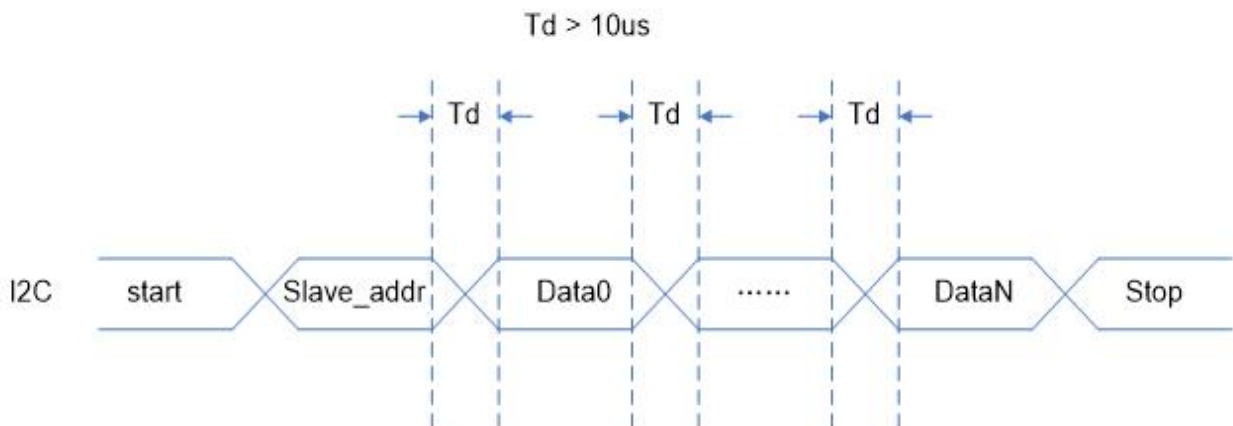 Td > 10us
Td Td Td
I2C start Slave_addr Data0 ...... DataN Stop